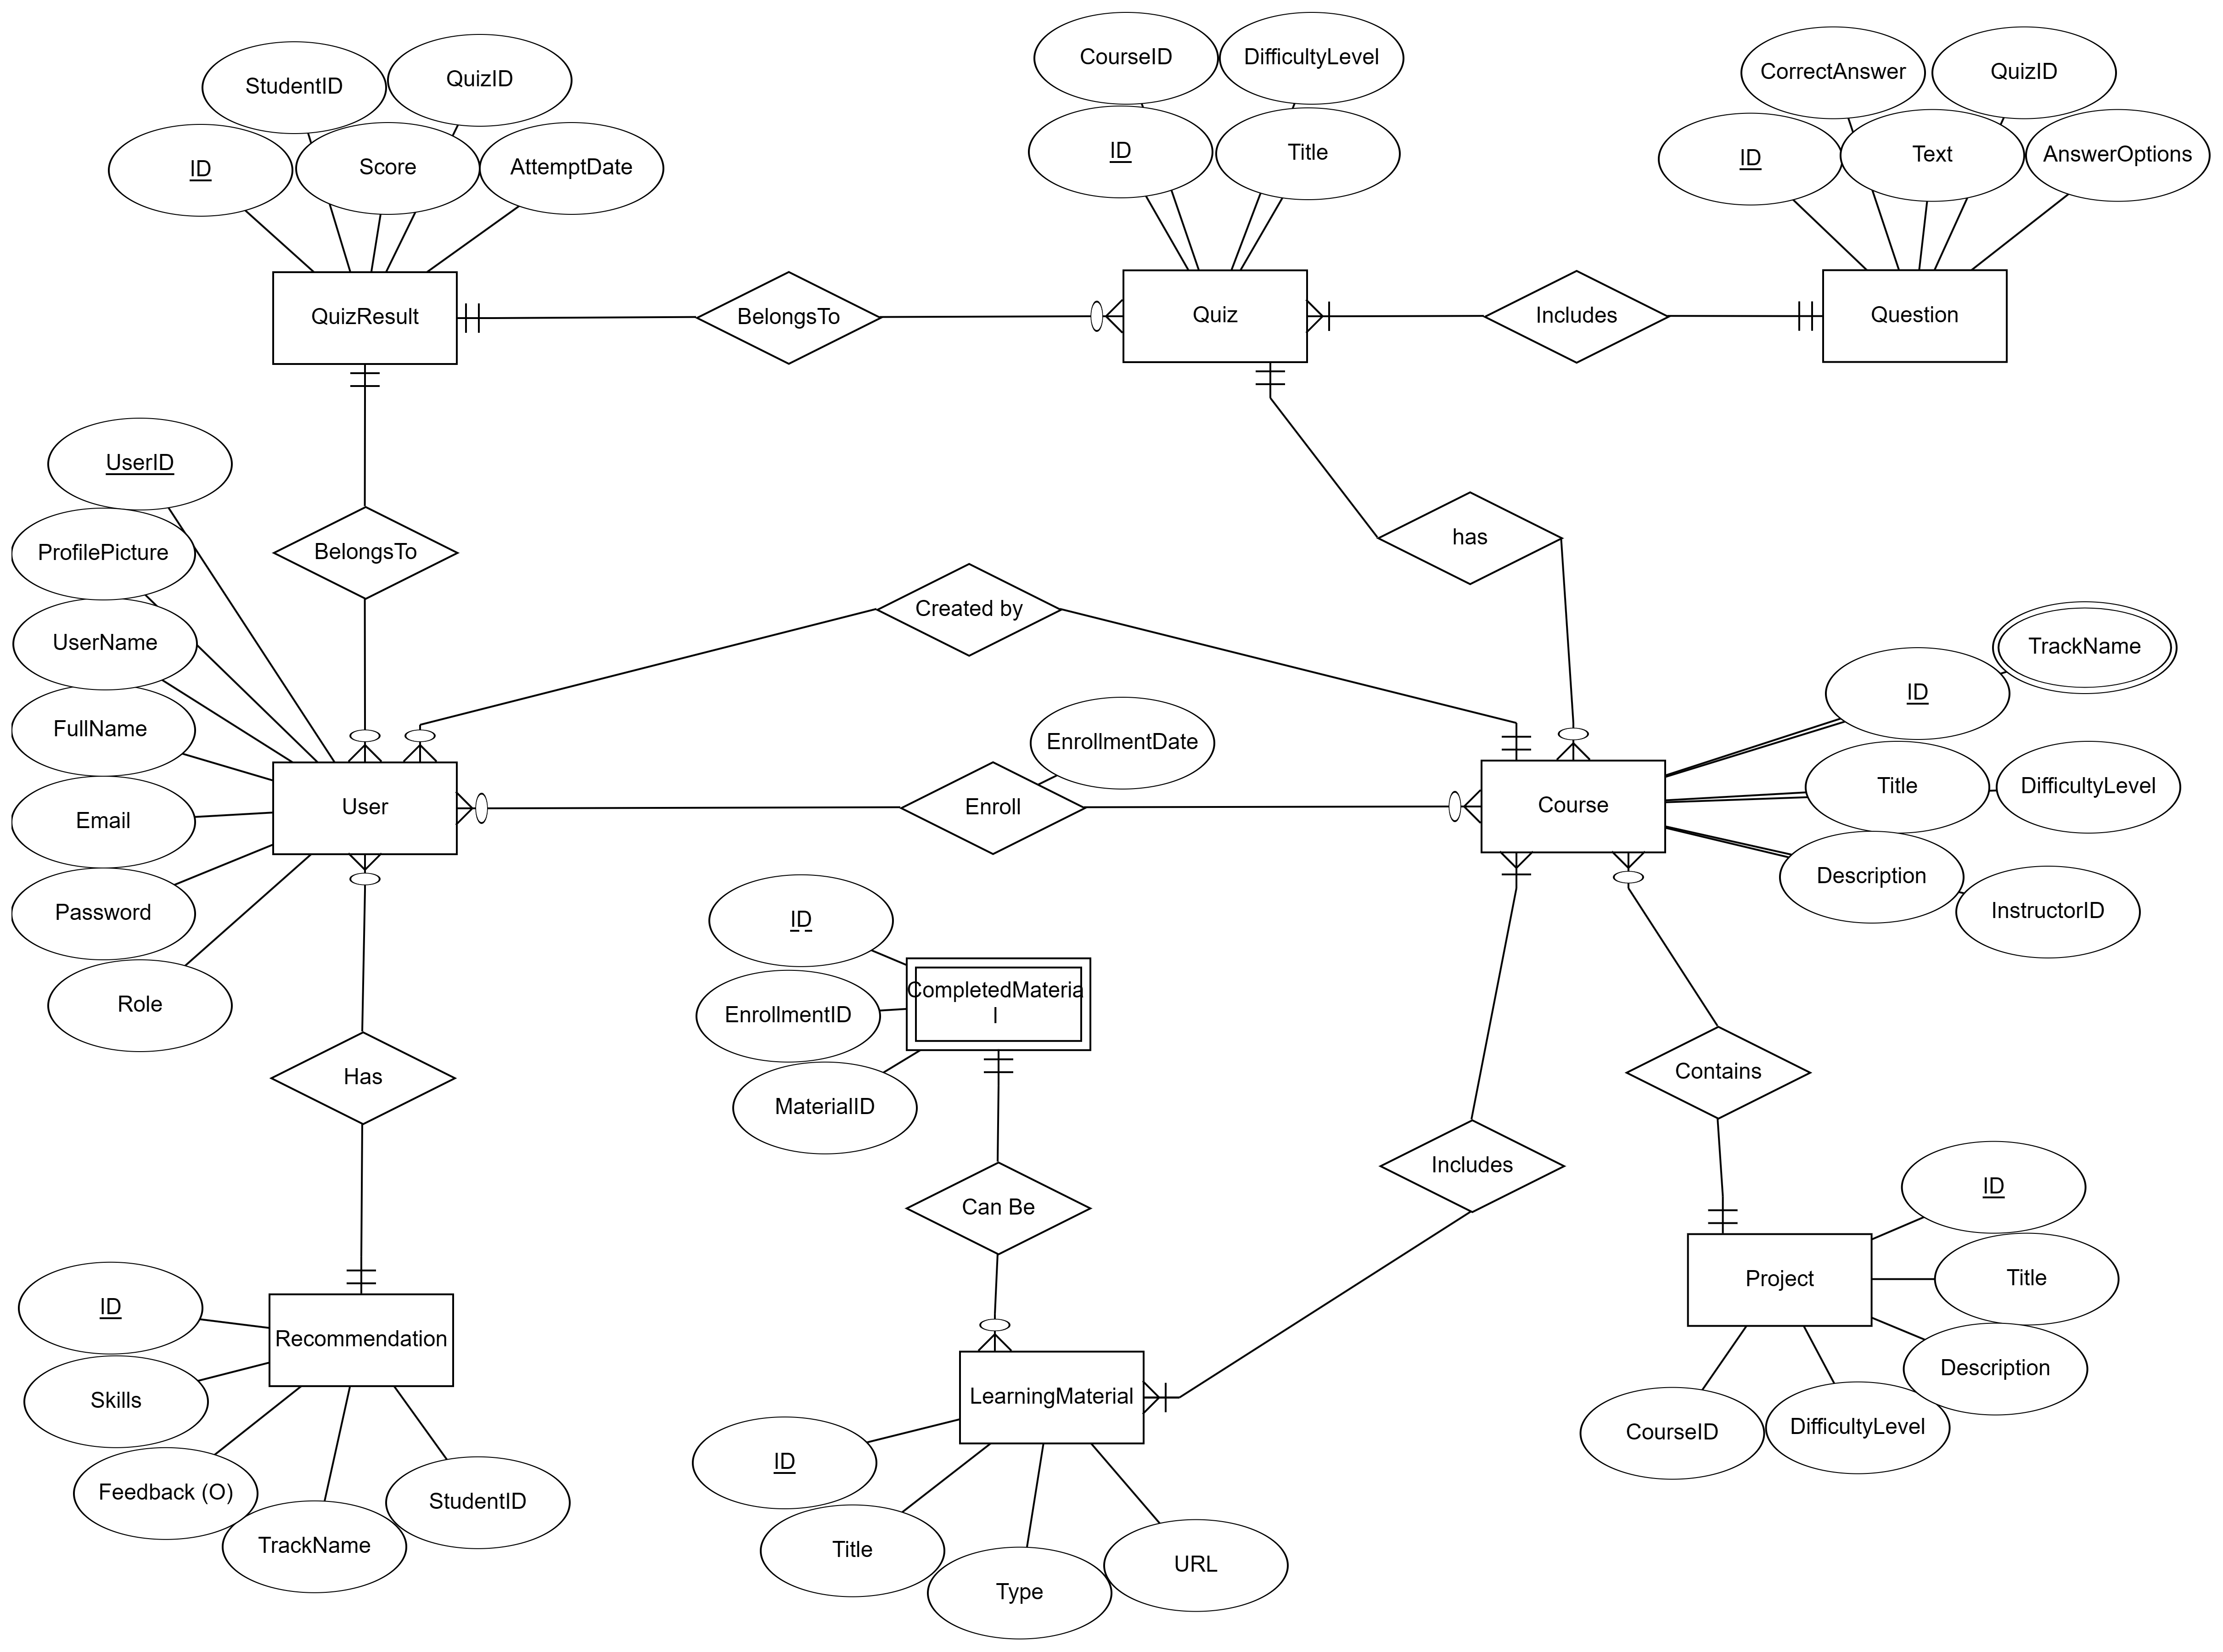 CourseID
DifficultyLevel
CorrectAnswer
QuizID
StudentID
QuizID
ID
Title
ID
Text
AnswerOptions
ID
Score
AttemptDate
QuizResult
BelongsTo
Quiz
Includes
Question
UserID
ProfilePicture
BelongsTo
has
Created by
UserName
TrackName
ID
FullName
EnrollmentDate
Title
DifficultyLevel
User
Enroll
Course
Email
Description
Password
InstructorID
ID
CompletedMateria
l
EnrollmentID
Role
Has
Contains
MaterialID
Includes
ID
Can Be
Title
Project
ID
Recommendation
Description
Skills
LearningMaterial
CourseID
DifficultyLevel
ID
Feedback (O)
StudentID
TrackName
Title
URL
Type